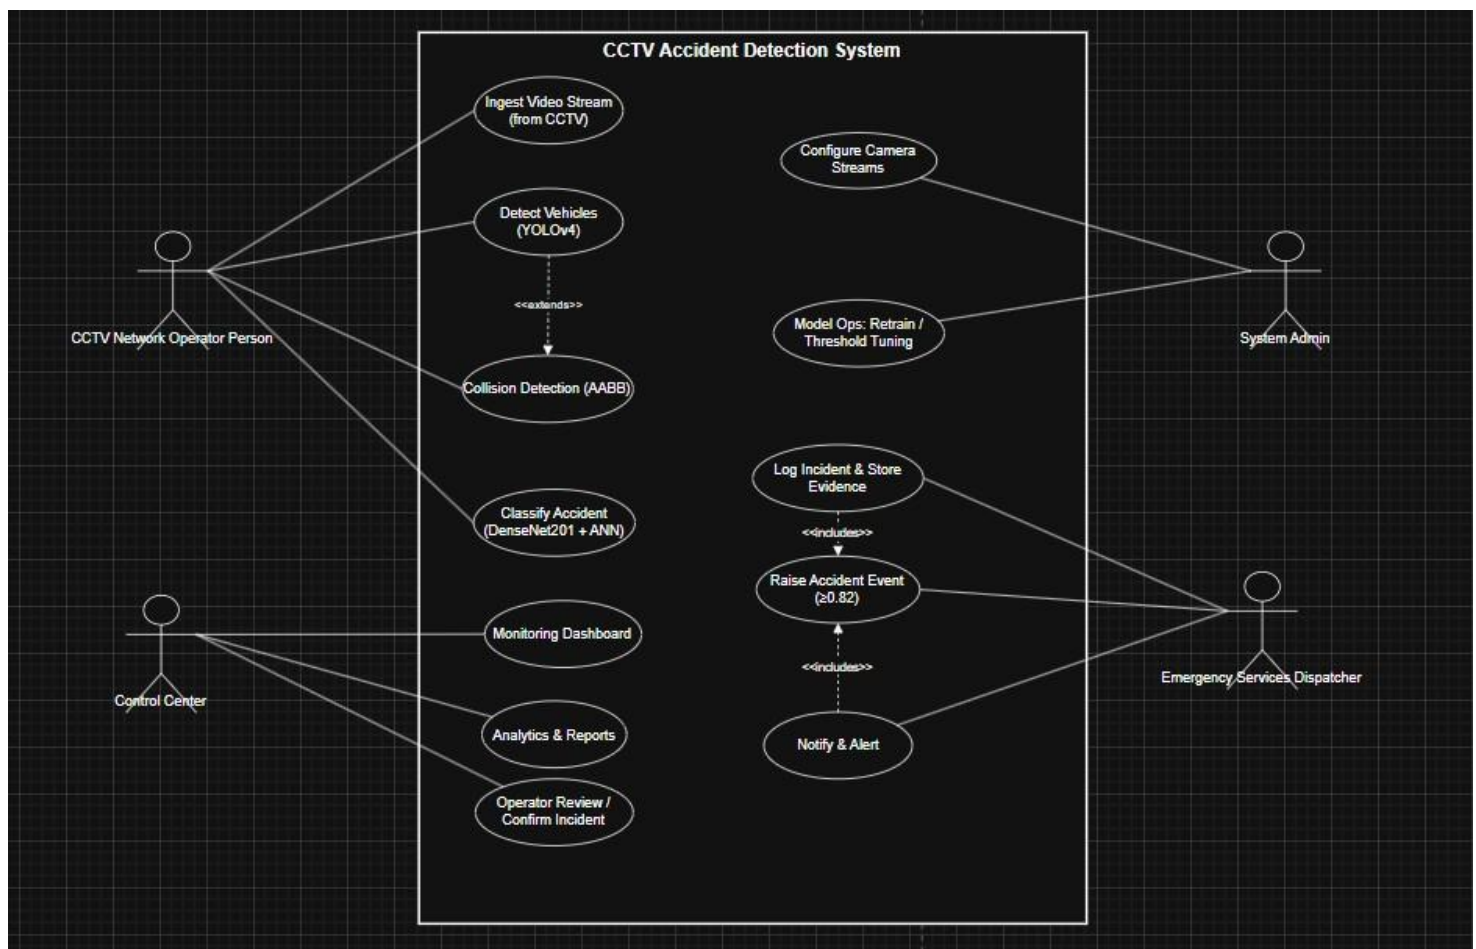 CCTV Accident Detection System
Ingest Video Stream
(from CCTV)
Configure Camera
Streams
Detect Vehicles
(YOLOv4)
<<extends>>
CCTV Network Operator Person
Model Ops: Retrain /
Threshold Tuning
System Admin
Collision Detection (AABB)
Log Incident & Store
Evidence
Classify Accident
(DenseNet201 + ANN)
<<includes>>
Raise Accident Event
(≥0.82)
Monitoring Dashboard
<<includes>>
Emergency Services Dispatcher
Control Center
Analytics & Reports
Notify & Alert
Operator Review /
Confirm Incident